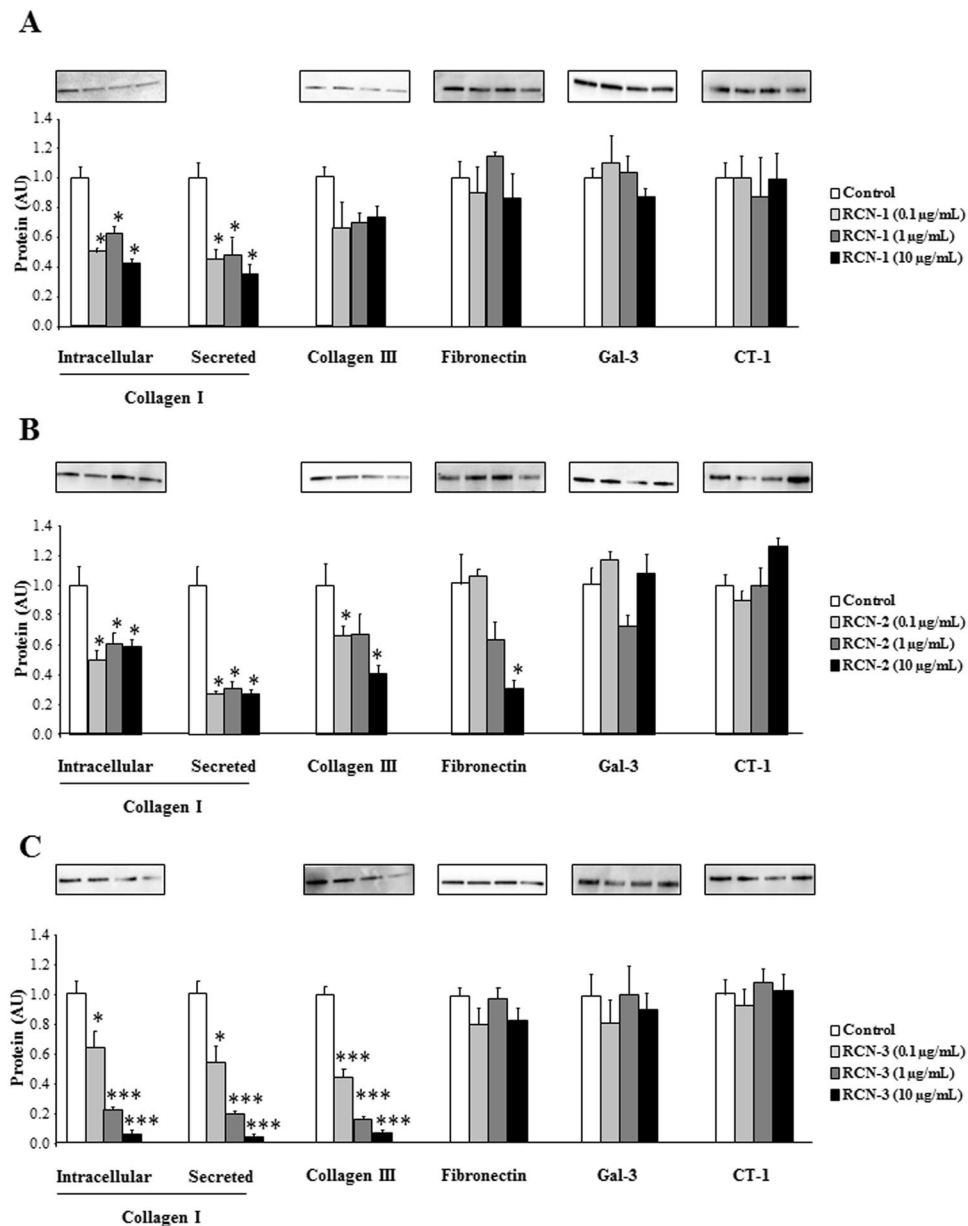 A
Protein (AU)
1.4
1.2
1.0
0.8
0.6
0.4
0.2
0.0
* * *
* * *
Intracellular Secreted Collagen III Fibronectin Gal-3 CT-1
Collagen I
Control
RCN-1 (0.1 µg/mL)
RCN-1 (1 µg/mL)
RCN-1 (10 µg/mL)
B
Protein (AU)
1.4
1.2
1.0
0.8
0.6
0.4
0.2
0.0
* * *
* * *
* *
*
Intracellular Secreted Collagen III Fibronectin Gal-3 CT-1
Collagen I
Control
RCN-2 (0.1 µg/mL)
RCN-2 (1 µg/mL)
RCN-2 (10 µg/mL)
C
Protein (AU)
1.4
1.2
1.0
0.8
0.6
0.4
0.2
0.0
* *** ***
* *** ***
*** *** ***
Intracellular Secreted Collagen III Fibronectin Gal-3 CT-1
Collagen I
Control
RCN-3 (0.1 µg/mL)
RCN-3 (1 µg/mL)
RCN-3 (10 µg/mL)